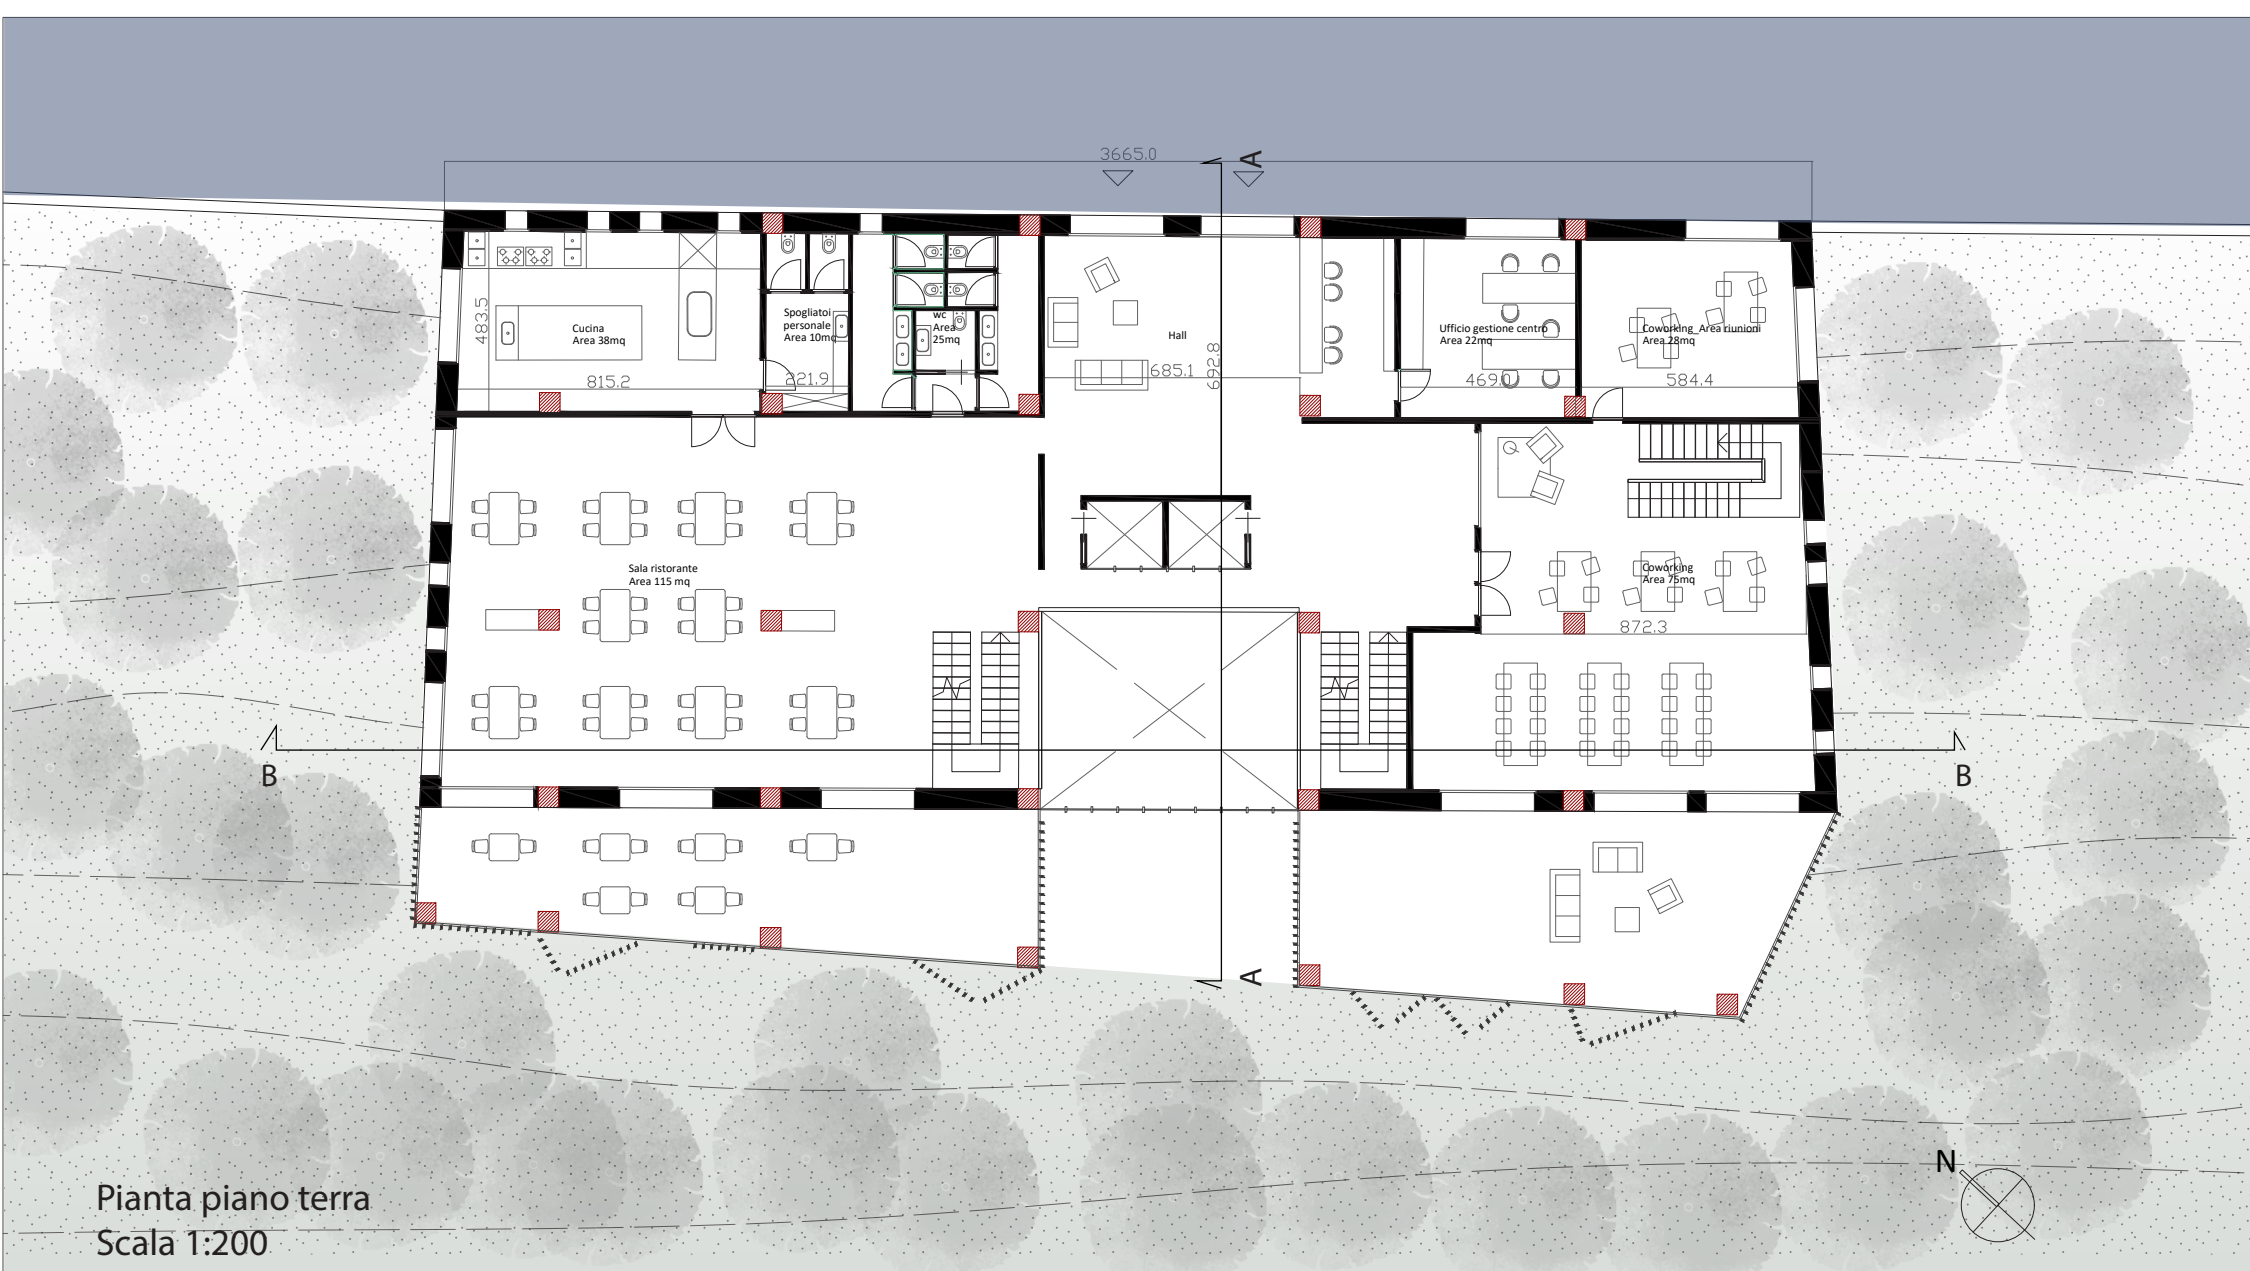 3665.0
A
483.5
Cucina
Area 38mq
815.2
Spogliatoi
personale
Area 10mq
221.9
wc
Area
25mq
Hall
685.1
692.8
Ufficio gestione centro
Area 22mq
469.0
Coworking_Area riunioni
Area 28mq
584.4
Sala ristorante
Area 115 mq
Coworking
Area 75mq
872.3
B
B
A
N
Pianta piano terra
Scala 1:200